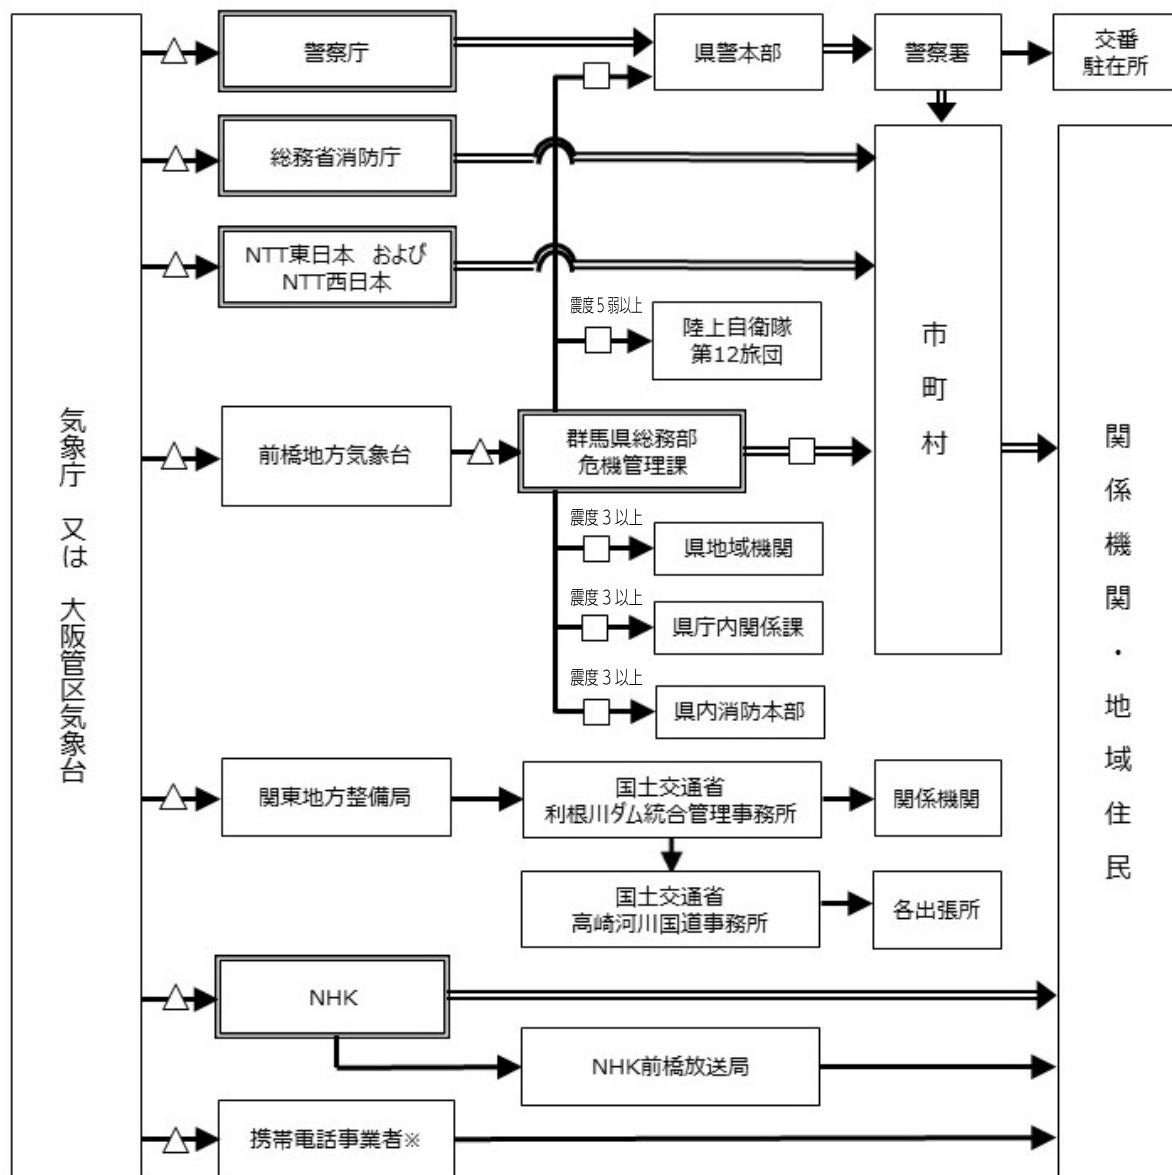 気象庁 又は 大阪管区気象台
警察庁
県警本部
警察署
交番
駐在所
総務省消防庁
NTT東日本 および
NTT西日本
震度5弱以上
陸上自衛隊
第12旅団
市町村
関係機関・地域住民
前橋地方気象台
群馬県総務部
危機管理課
震度3以上
県地域機関
震度3以上
県庁内関係課
震度3以上
県内消防本部
関東地方整備局
国土交通省
利根川ダム統合管理事務所
関係機関
国土交通省
高崎河川国道事務所
各出張所
NHK
NHK前橋放送局
携帯電話事業者※